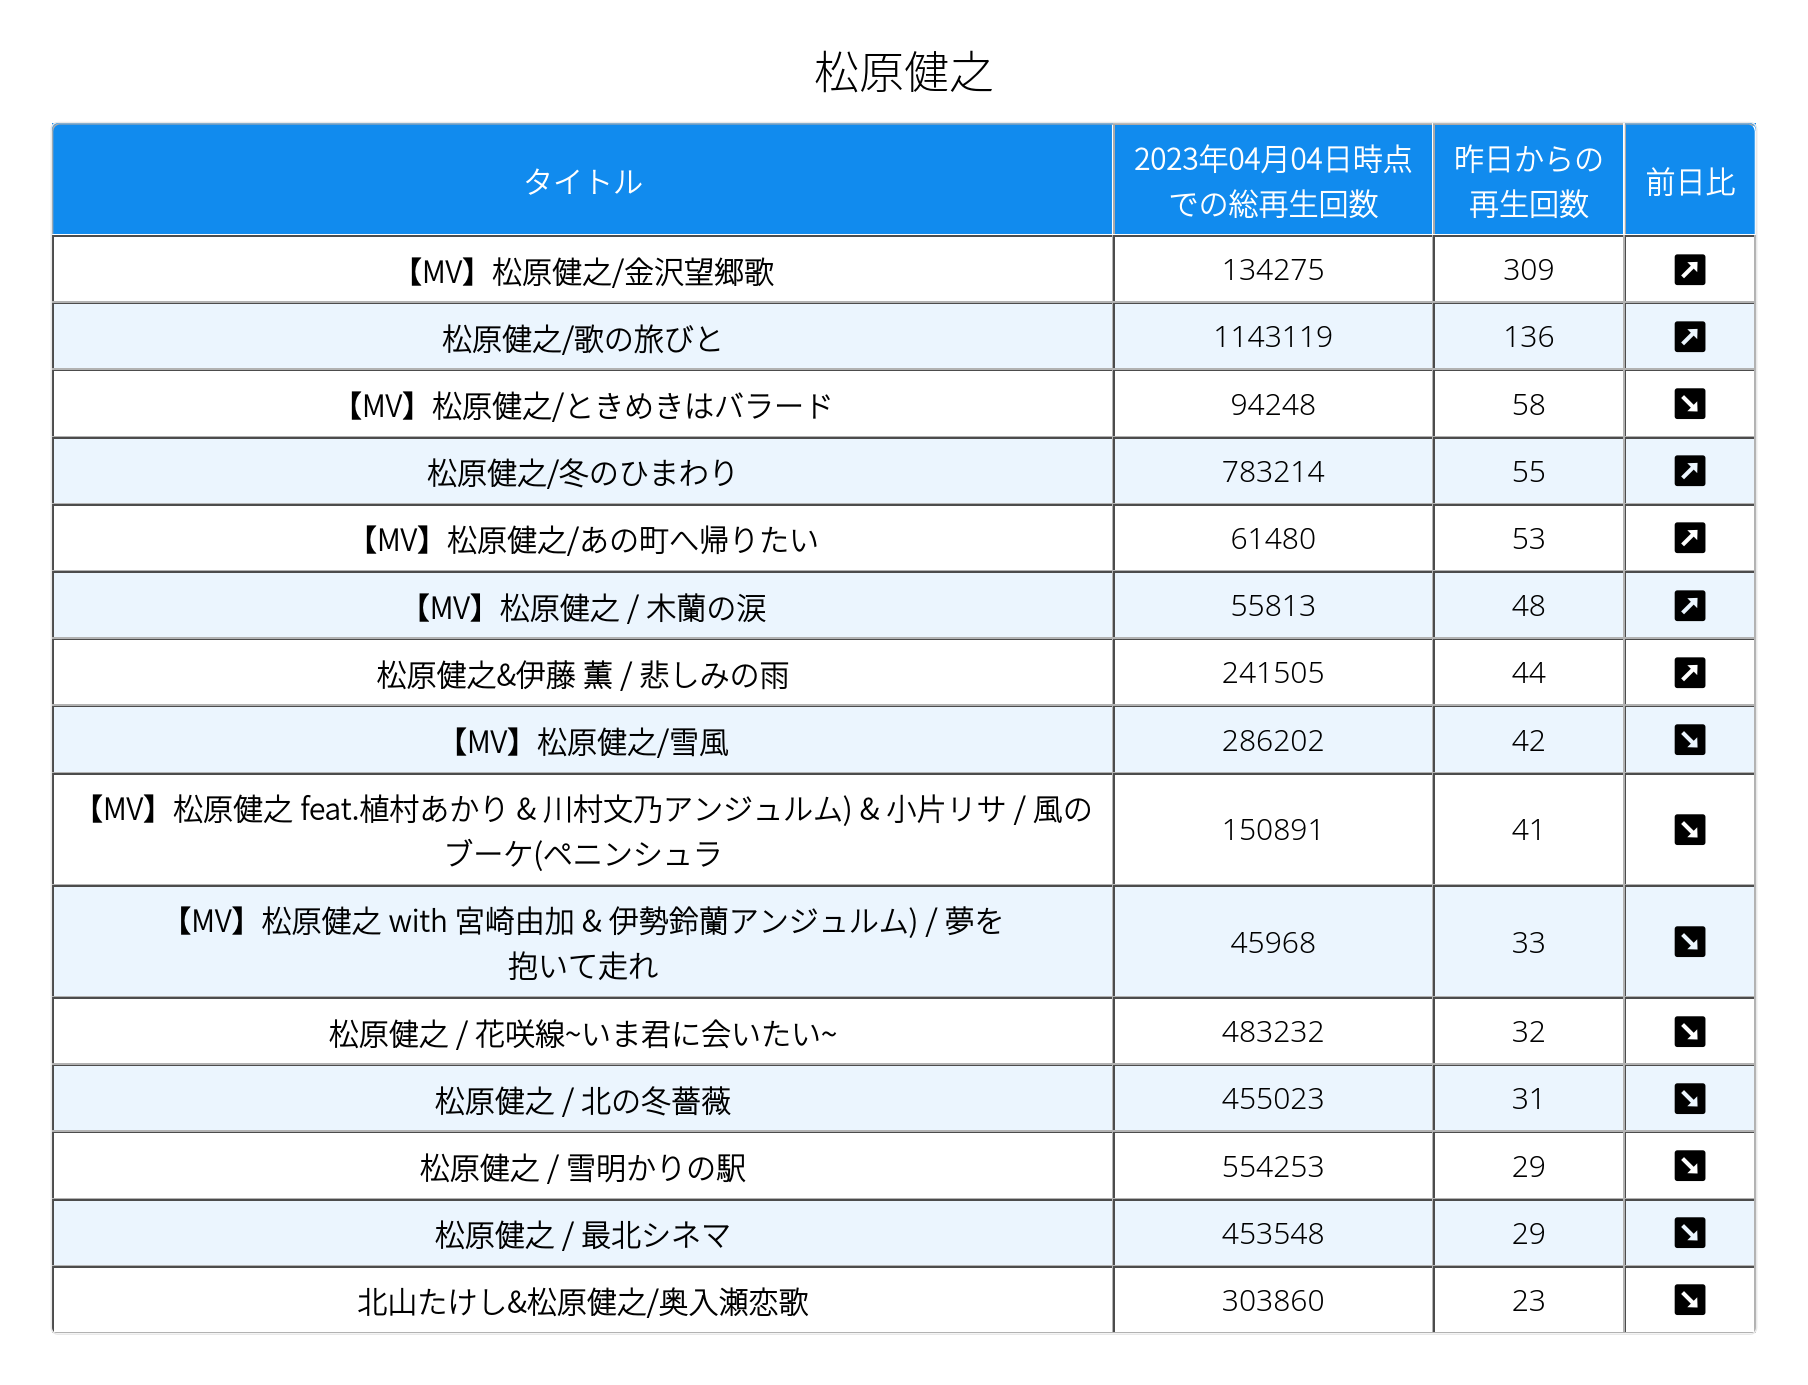 松原健之
タイトル
2023年04月04日時点
での総再生回数
昨日からの
再生回数
前日比
【MV】松原健之/金沢望郷歌 134275 309 ↗
松原健之/歌の旅びと 1143119 136 ↗
【MV】松原健之/ときめきはバラード 94248 58 ↘
松原健之/冬のひまわり 783214 55 ↗
【MV】松原健之/あの町へ帰りたい 61480 53 ↗
【MV】松原健之 / 木蘭の涙 55813 48 ↗
松原健之&伊藤 薫 / 悲しみの雨 241505 44 ↗
【MV】松原健之/雪風 286202 42 ↘
【MV】松原健之 feat.植村あかり & 川村文乃アンジュルム) & 小片リサ / 風の
ブーケ(ペニンシュラ 150891 41 ↘
【MV】松原健之 with 宮崎由加 & 伊勢鈴蘭アンジュルム) / 夢を
抱いて走れ 45968 33 ↘
松原健之 / 花咲線~いま君に会いたい~ 483232 32 ↘
松原健之 / 北の冬薔薇 455023 31 ↘
松原健之 / 雪明かりの駅 554253 29 ↘
松原健之 / 最北シネマ 453548 29 ↘
北山たけし&松原健之/奥入瀬恋歌 303860 23 ↘